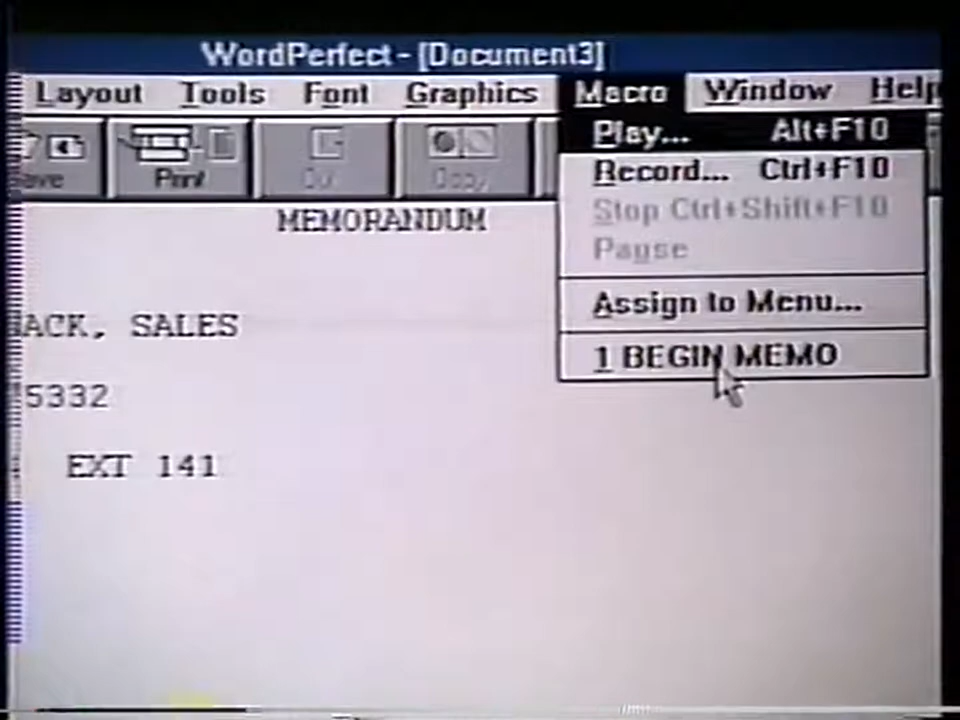 WordPerfect - [Document3]
Layout Tools Font Graphics Macro Window Help
Print
Copy
Play... Alt+F10
Record... Ctrl+F10
Stop Ctrl+Shift+F10
Pause
Assign to Menu...
1 BEGIN MEMO
MEMORANDUM
ACK, SALES
5332
EXT 141